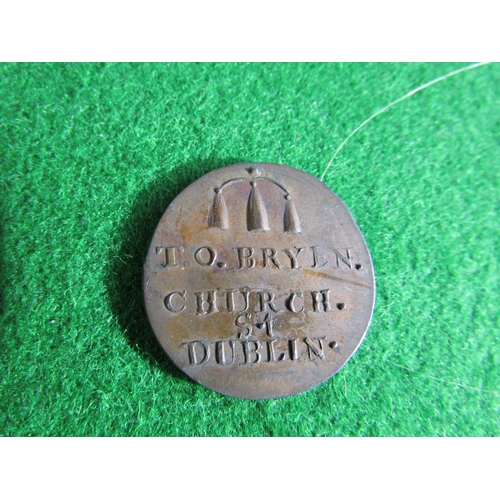 T. O. BRYEN.
CHURCH.
St
DUBLIN.